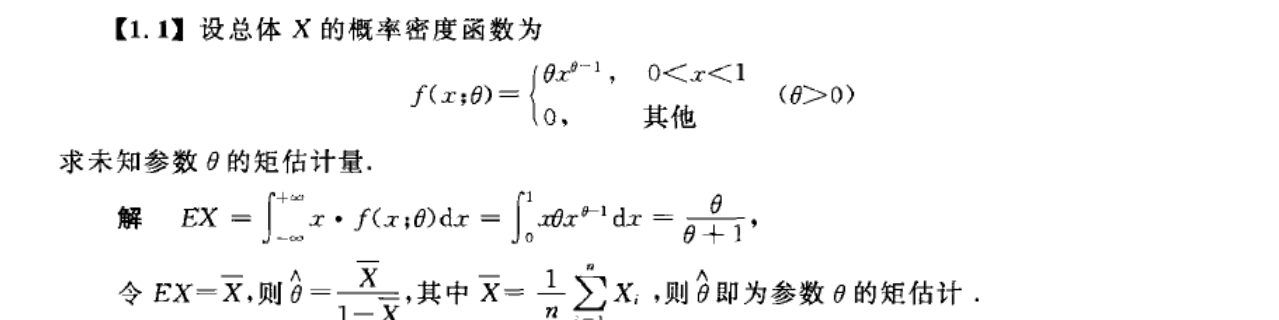 【1.1】设总体 X 的概率密度函数为
f(x;θ)={θx^{θ-1}, 0<x<1
0, 其他 (θ>0)
求未知参数 θ 的矩估计量.
解 EX = ∫_{-∞}^{+∞} x·f(x;θ)dx = ∫_0^1 xθx^{θ-1}dx = θ/(θ+1),
令 EX=X̄,则 θ̂=X̄/(1-X̄),其中 X̄= 1/n ∑_{i=1}^n X_i ,则 θ̂ 即为参数 θ 的矩估计 .